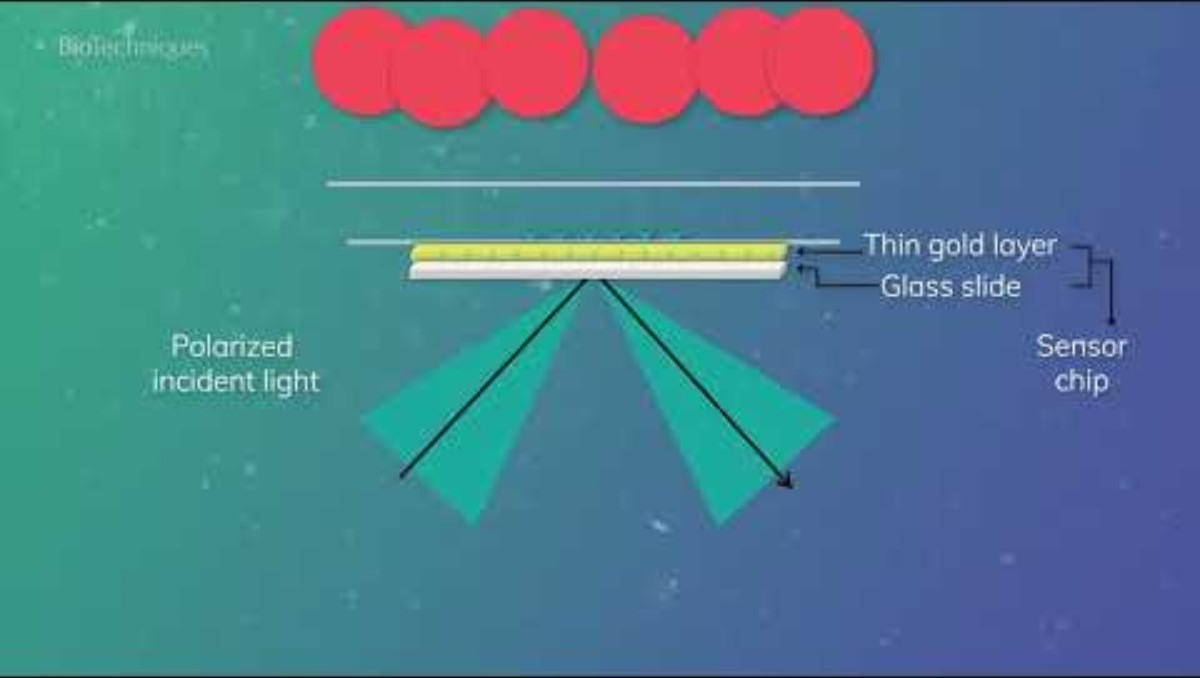 BioTechniques
Thin gold layer
Glass slide
Polarized
incident light
Sensor
chip